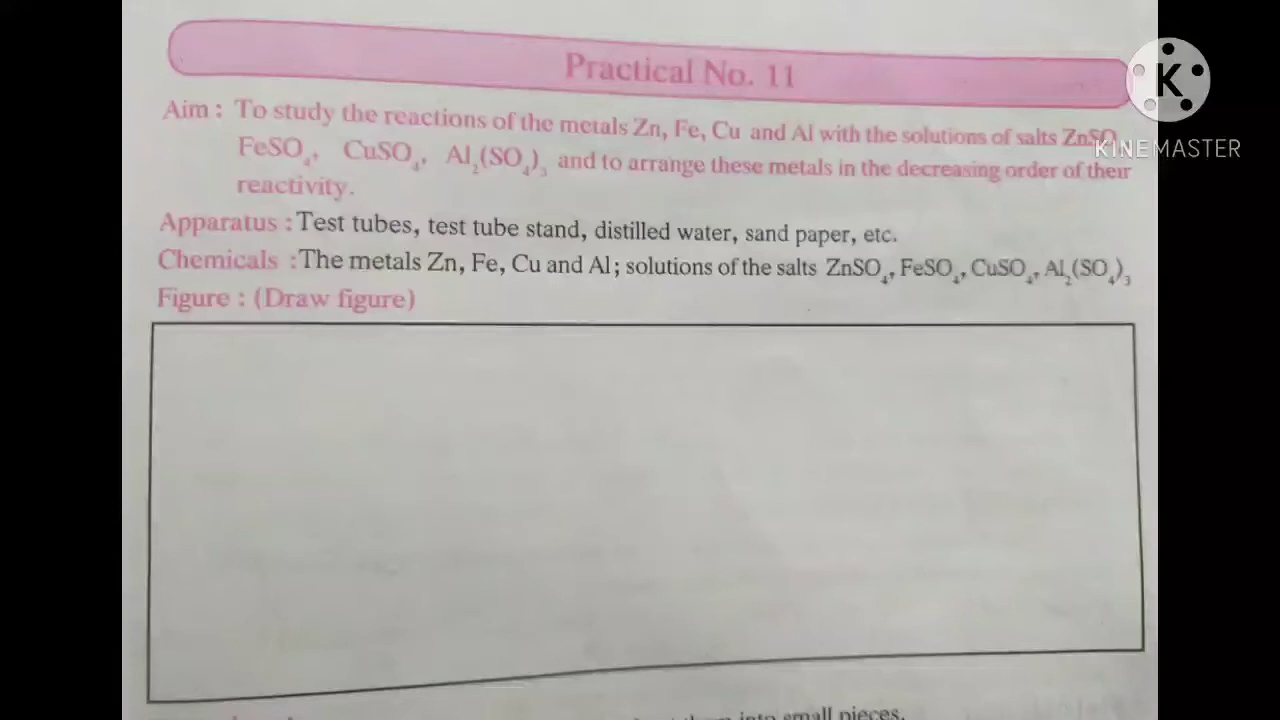 Practical No. 11
K
KINEMASTER
Aim : To study the reactions of the metals Zn, Fe, Cu and Al with the solutions of salts ZnSO
FeSO₄, CuSO₄, Al₂(SO₄)₃ and to arrange these metals in the decreasing order of their
reactivity.
Apparatus : Test tubes, test tube stand, distilled water, sand paper, etc.
Chemicals : The metals Zn, Fe, Cu and Al; solutions of the salts ZnSO₄, FeSO₄, CuSO₄, Al₂(SO₄)₃
Figure : (Draw figure)
them into small pieces.